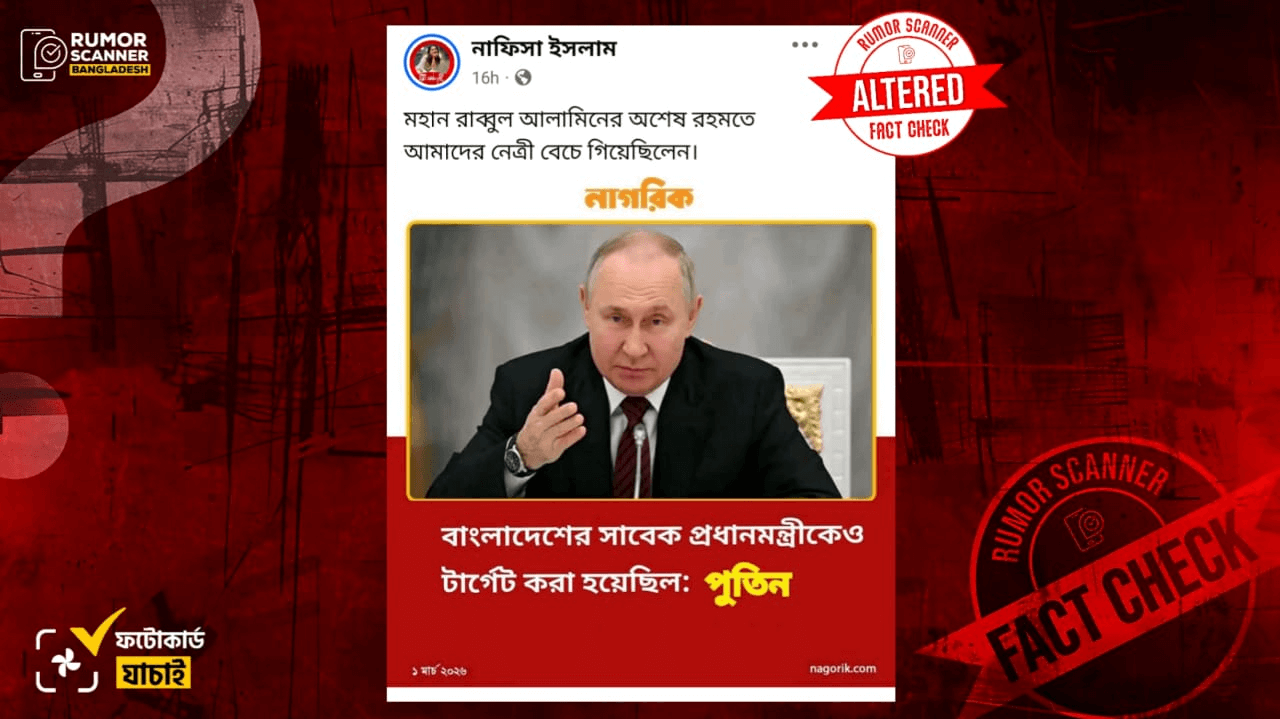 RUMOR
SCANNER
BANGLADESH
নাফিসা ইসলাম
16h
মহান রাব্বুল আলামিনের অশেষ রহমতে
আমাদের নেত্রী বেচে গিয়েছিলেন।
নাগরিক
বাংলাদেশের সাবেক প্রধানমন্ত্রীকেও
টার্গেট করা হয়েছিল: পুতিন
১ মার্চ ২০২৬
nagorik.com
RUMOR SCANNER
ALTERED
FACT CHECK
ফটোকার্ড
যাচাই
RUMOR SCANNER
FACT CHECK